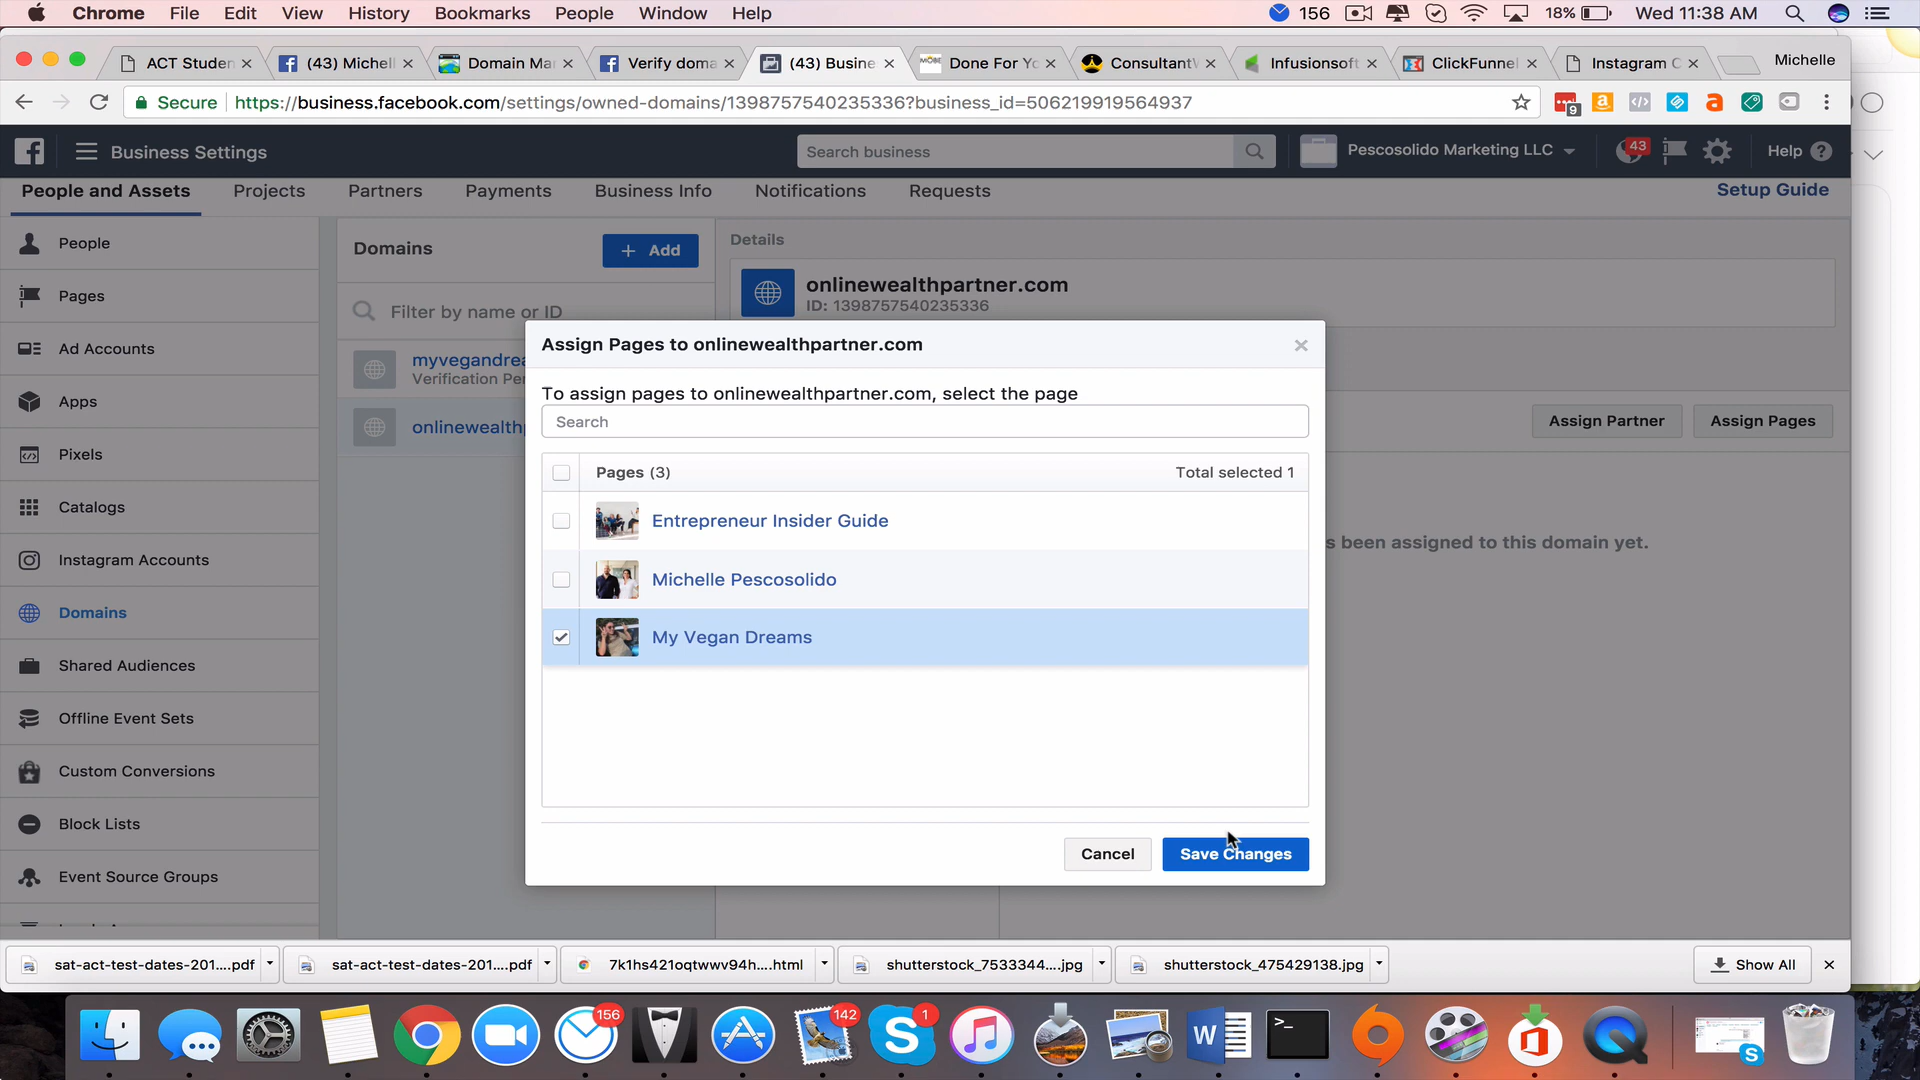 Chrome File Edit View History Bookmarks People Window Help 156 18% Wed 11:38 AM
ACT Studen (43) Michell Domain Ma Verify doma (43) Busine Done For Yo ConsultantV Infusionsoft ClickFunnel Instagram C Michelle
Secure https://business.facebook.com/settings/owned-domains/1398757540235336?business_id=506219919564937 9
Business Settings Search business Pescosolido Marketing LLC 43 Help
People and Assets Projects Partners Payments Business Info Notifications Requests Setup Guide
People
Pages
Ad Accounts
Apps
Pixels
Catalogs
Instagram Accounts
Domains
Shared Audiences
Offline Event Sets
Custom Conversions
Block Lists
Event Source Groups
Domains
+ Add
Filter by name or ID
myvegandrea
Verification Per
onlinewealthp
Details
onlinewealthpartner.com
ID: 1398757540235336
Assign Partner Assign Pages
s been assigned to this domain yet.
Assign Pages to onlinewealthpartner.com
To assign pages to onlinewealthpartner.com, select the page
Search
Pages (3) Total selected 1
Entrepreneur Insider Guide
Michelle Pescosolido
My Vegan Dreams
Cancel Save Changes
sat-act-test-dates-201....pdf sat-act-test-dates-201....pdf 7k1hs421oqtwwv94h....html shutterstock_7533344....jpg shutterstock_475429138.jpg Show All
156 142 1